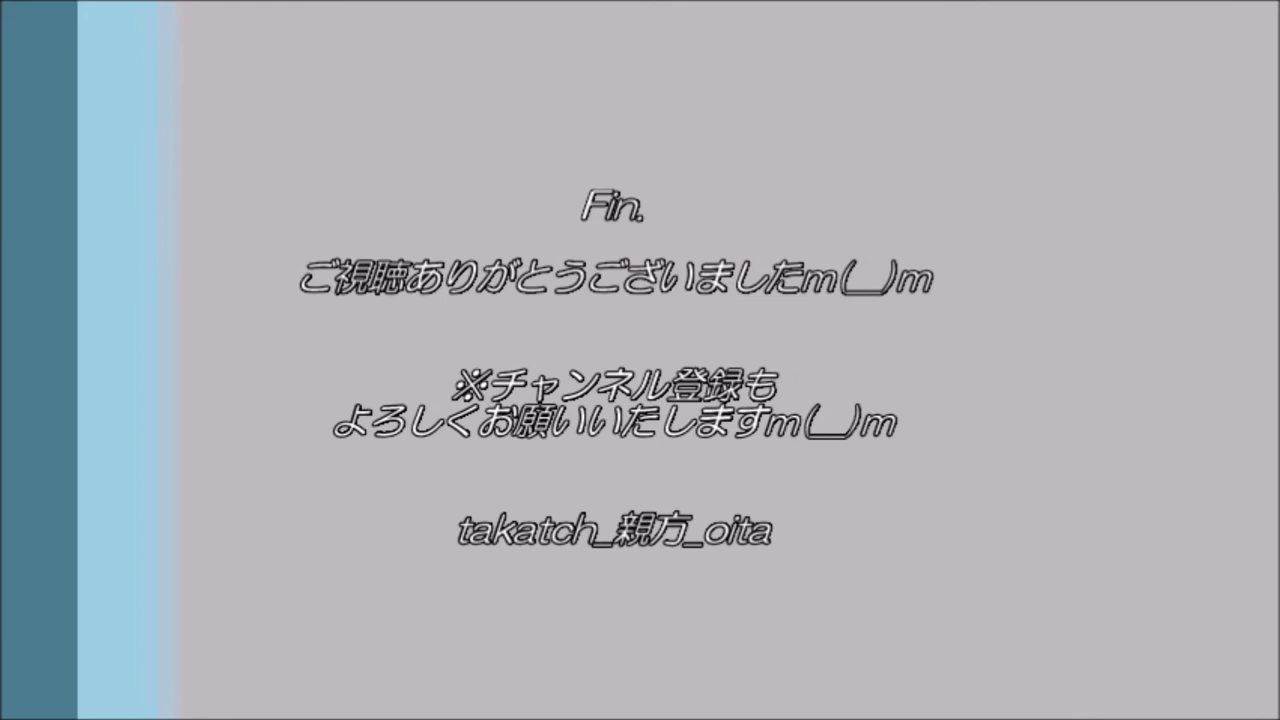 Fin.
ご視聴ありがとうございましたm(__)m
※チャンネル登録も
よろしくお願いいたしますm(__)m
takatch_親方_oita